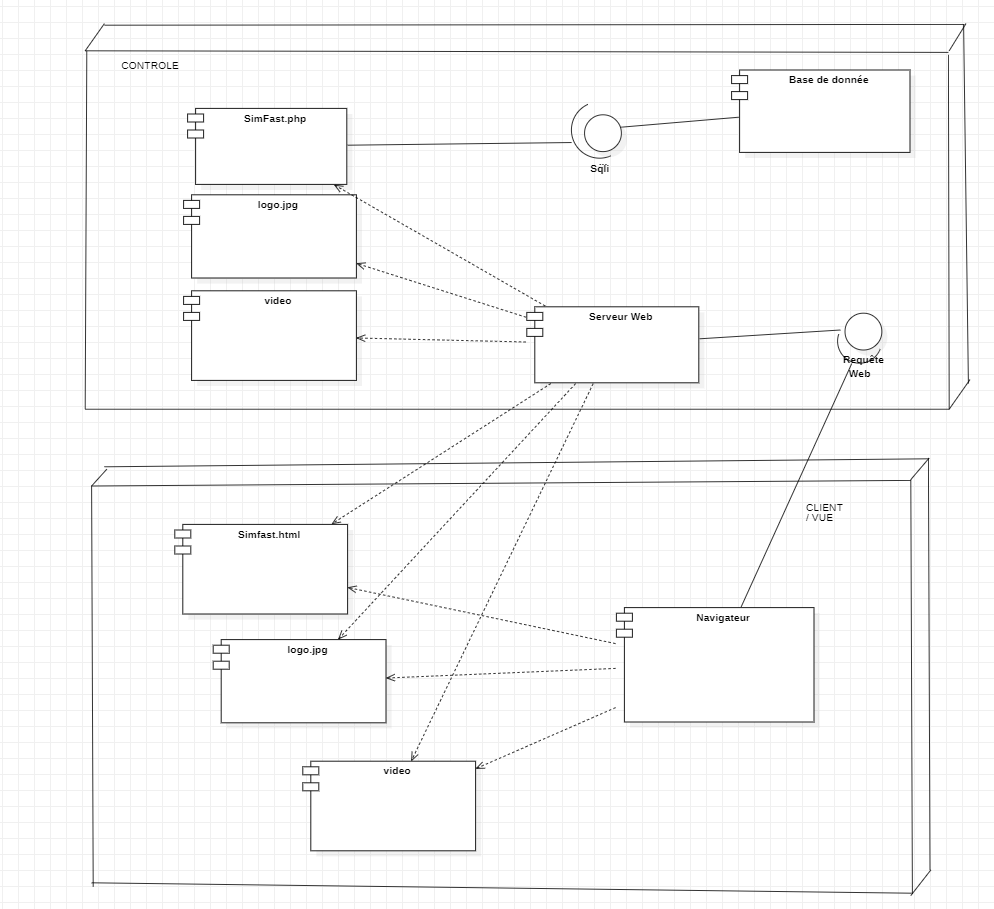 CONTROLE
Base de donnée
SimFast.php
Sqli
logo.jpg
video
Serveur Web
Requête
Web
CLIENT
/ VUE
Simfast.html
Navigateur
logo.jpg
video